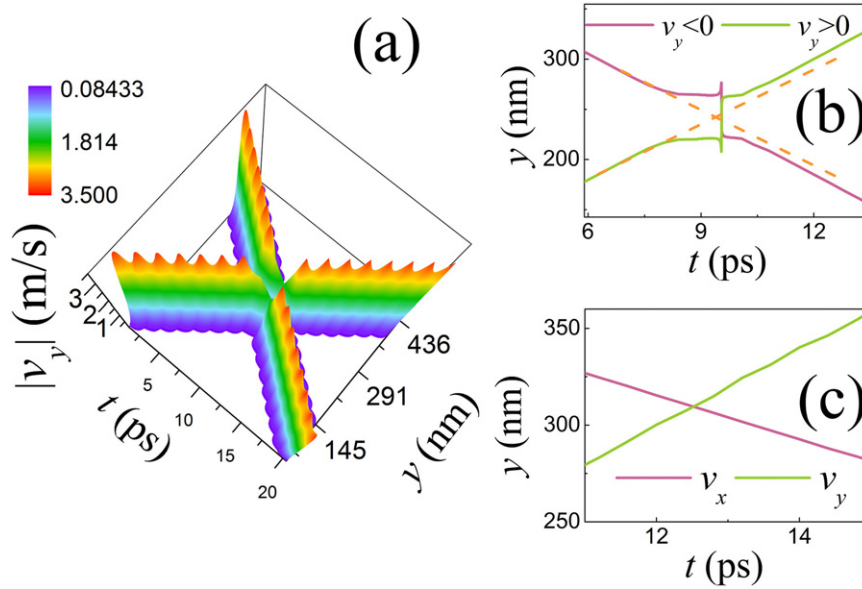 (a)
0.08433
1.814
3.500
|v_y| (m/s)
3
2
1
t (ps)
5
10
15
20
y (nm)
436
291
145
v_y<0
v_y>0
(b)
y (nm)
300
200
6
9
12
t (ps)
(c)
y (nm)
350
300
250
v_x
v_y
12
14
t (ps)